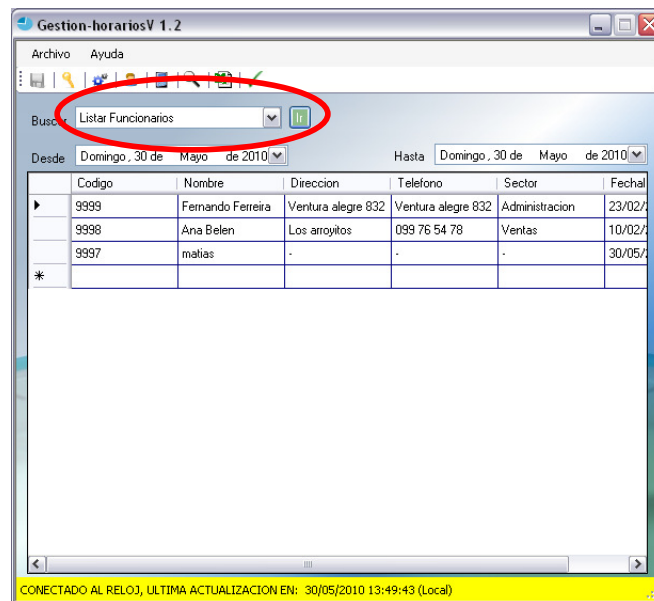 Gestion-horariosV 1.2
Archivo Ayuda
Buscar Listar Funcionarios Ir
Desde Domingo , 30 de Mayo de 2010 Hasta Domingo , 30 de Mayo de 2010
Codigo Nombre Direccion Telefono Sector FechaI
9999 Fernando Ferreira Ventura alegre 832 Ventura alegre 832 Administracion 23/02/
9998 Ana Belen Los arroyitos 099 76 54 78 Ventas 10/02/
9997 matias - - - 30/05/
CONECTADO AL RELOJ, ULTIMA ACTUALIZACION EN: 30/05/2010 13:49:43 (Local)